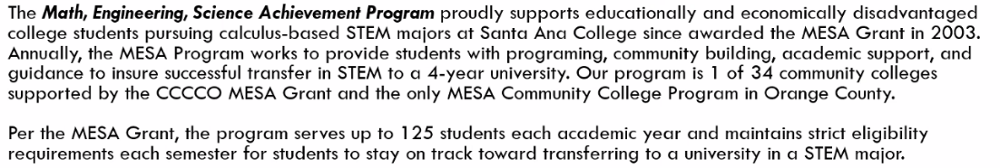 The Math, Engineering, Science Achievement Program proudly supports educationally and economically disadvantaged
college students pursuing calculus-based STEM majors at Santa Ana College since awarded the MESA Grant in 2003.
Annually, the MESA Program works to provide students with programing, community building, academic support, and
guidance to insure successful transfer in STEM to a 4-year university. Our program is 1 of 34 community colleges
supported by the CCCCO MESA Grant and the only MESA Community College Program in Orange County.
Per the MESA Grant, the program serves up to 125 students each academic year and maintains strict eligibility
requirements each semester for students to stay on track toward transferring to a university in a STEM major.